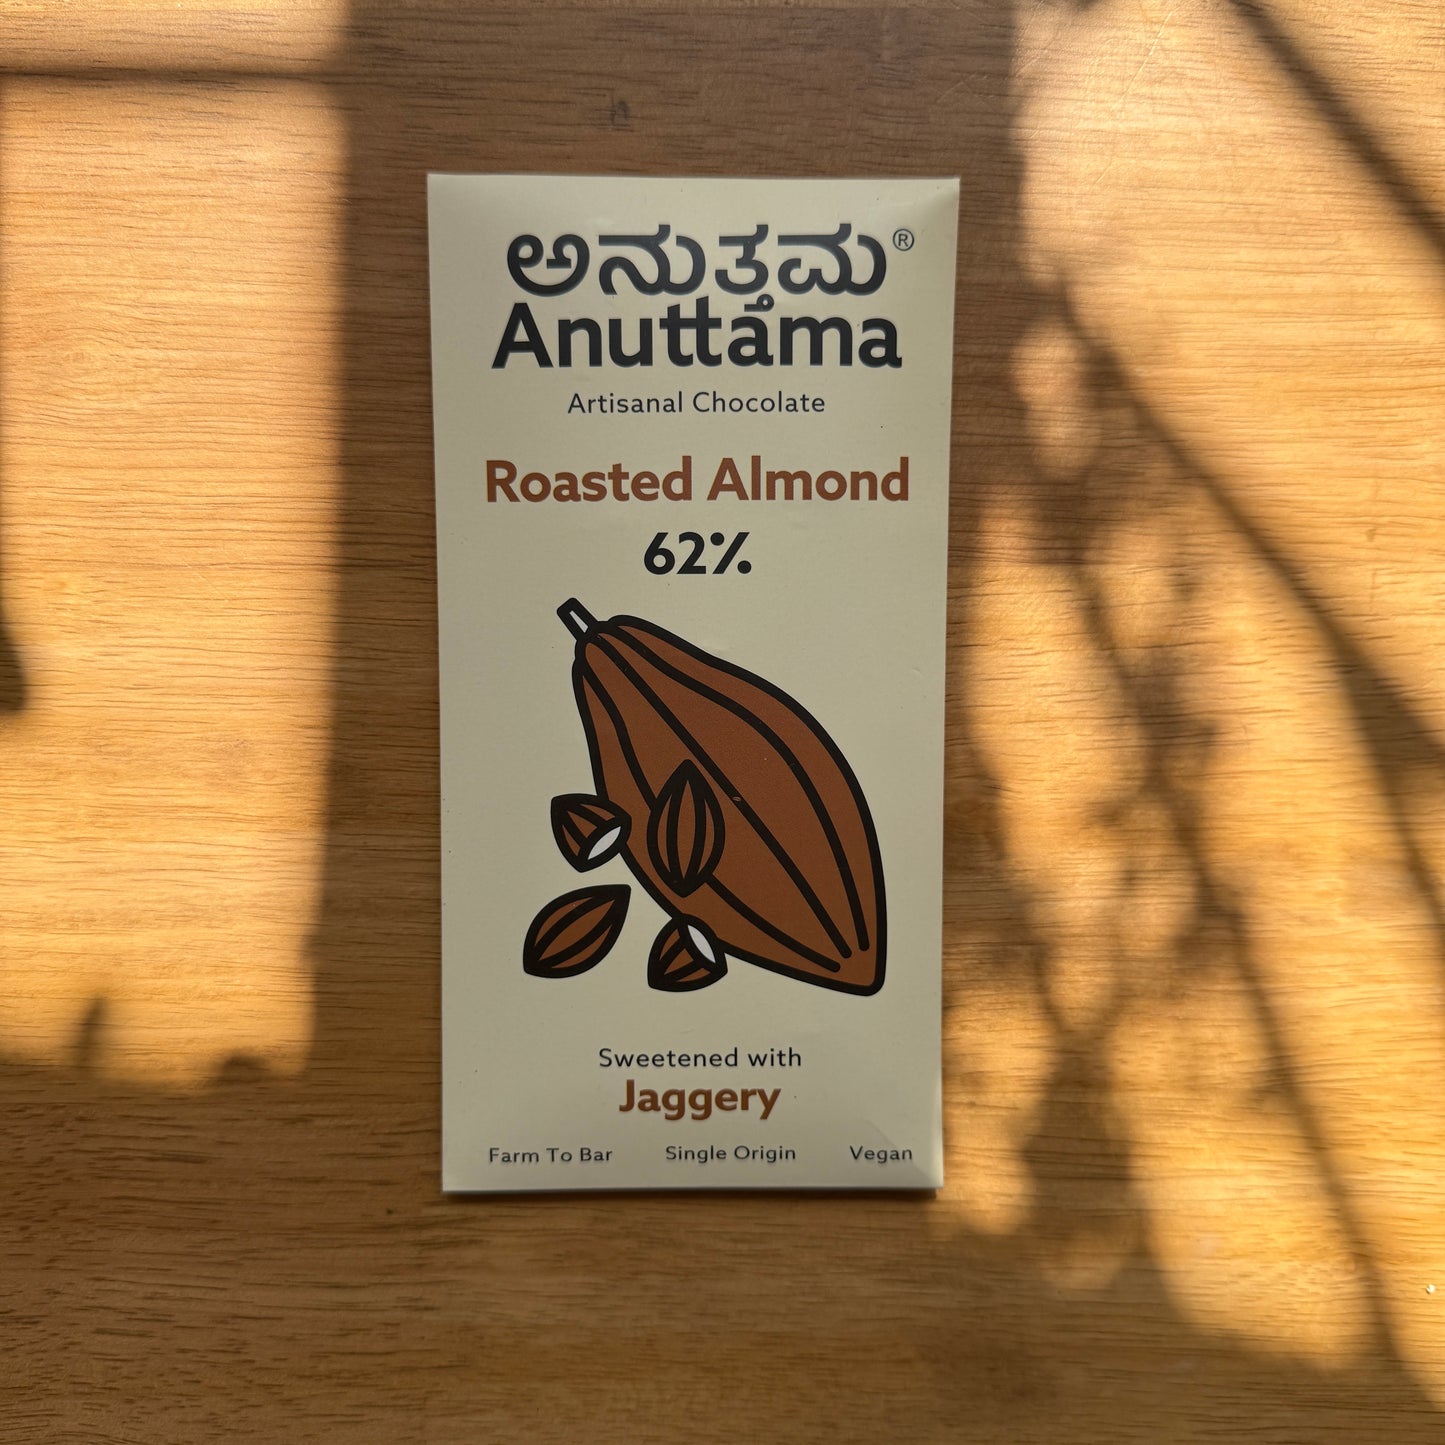 ಅನುತ್ತಮ®
Anuttama
Artisanal Chocolate
Roasted Almond
62%
Sweetened with
Jaggery
Farm To Bar Single Origin Vegan